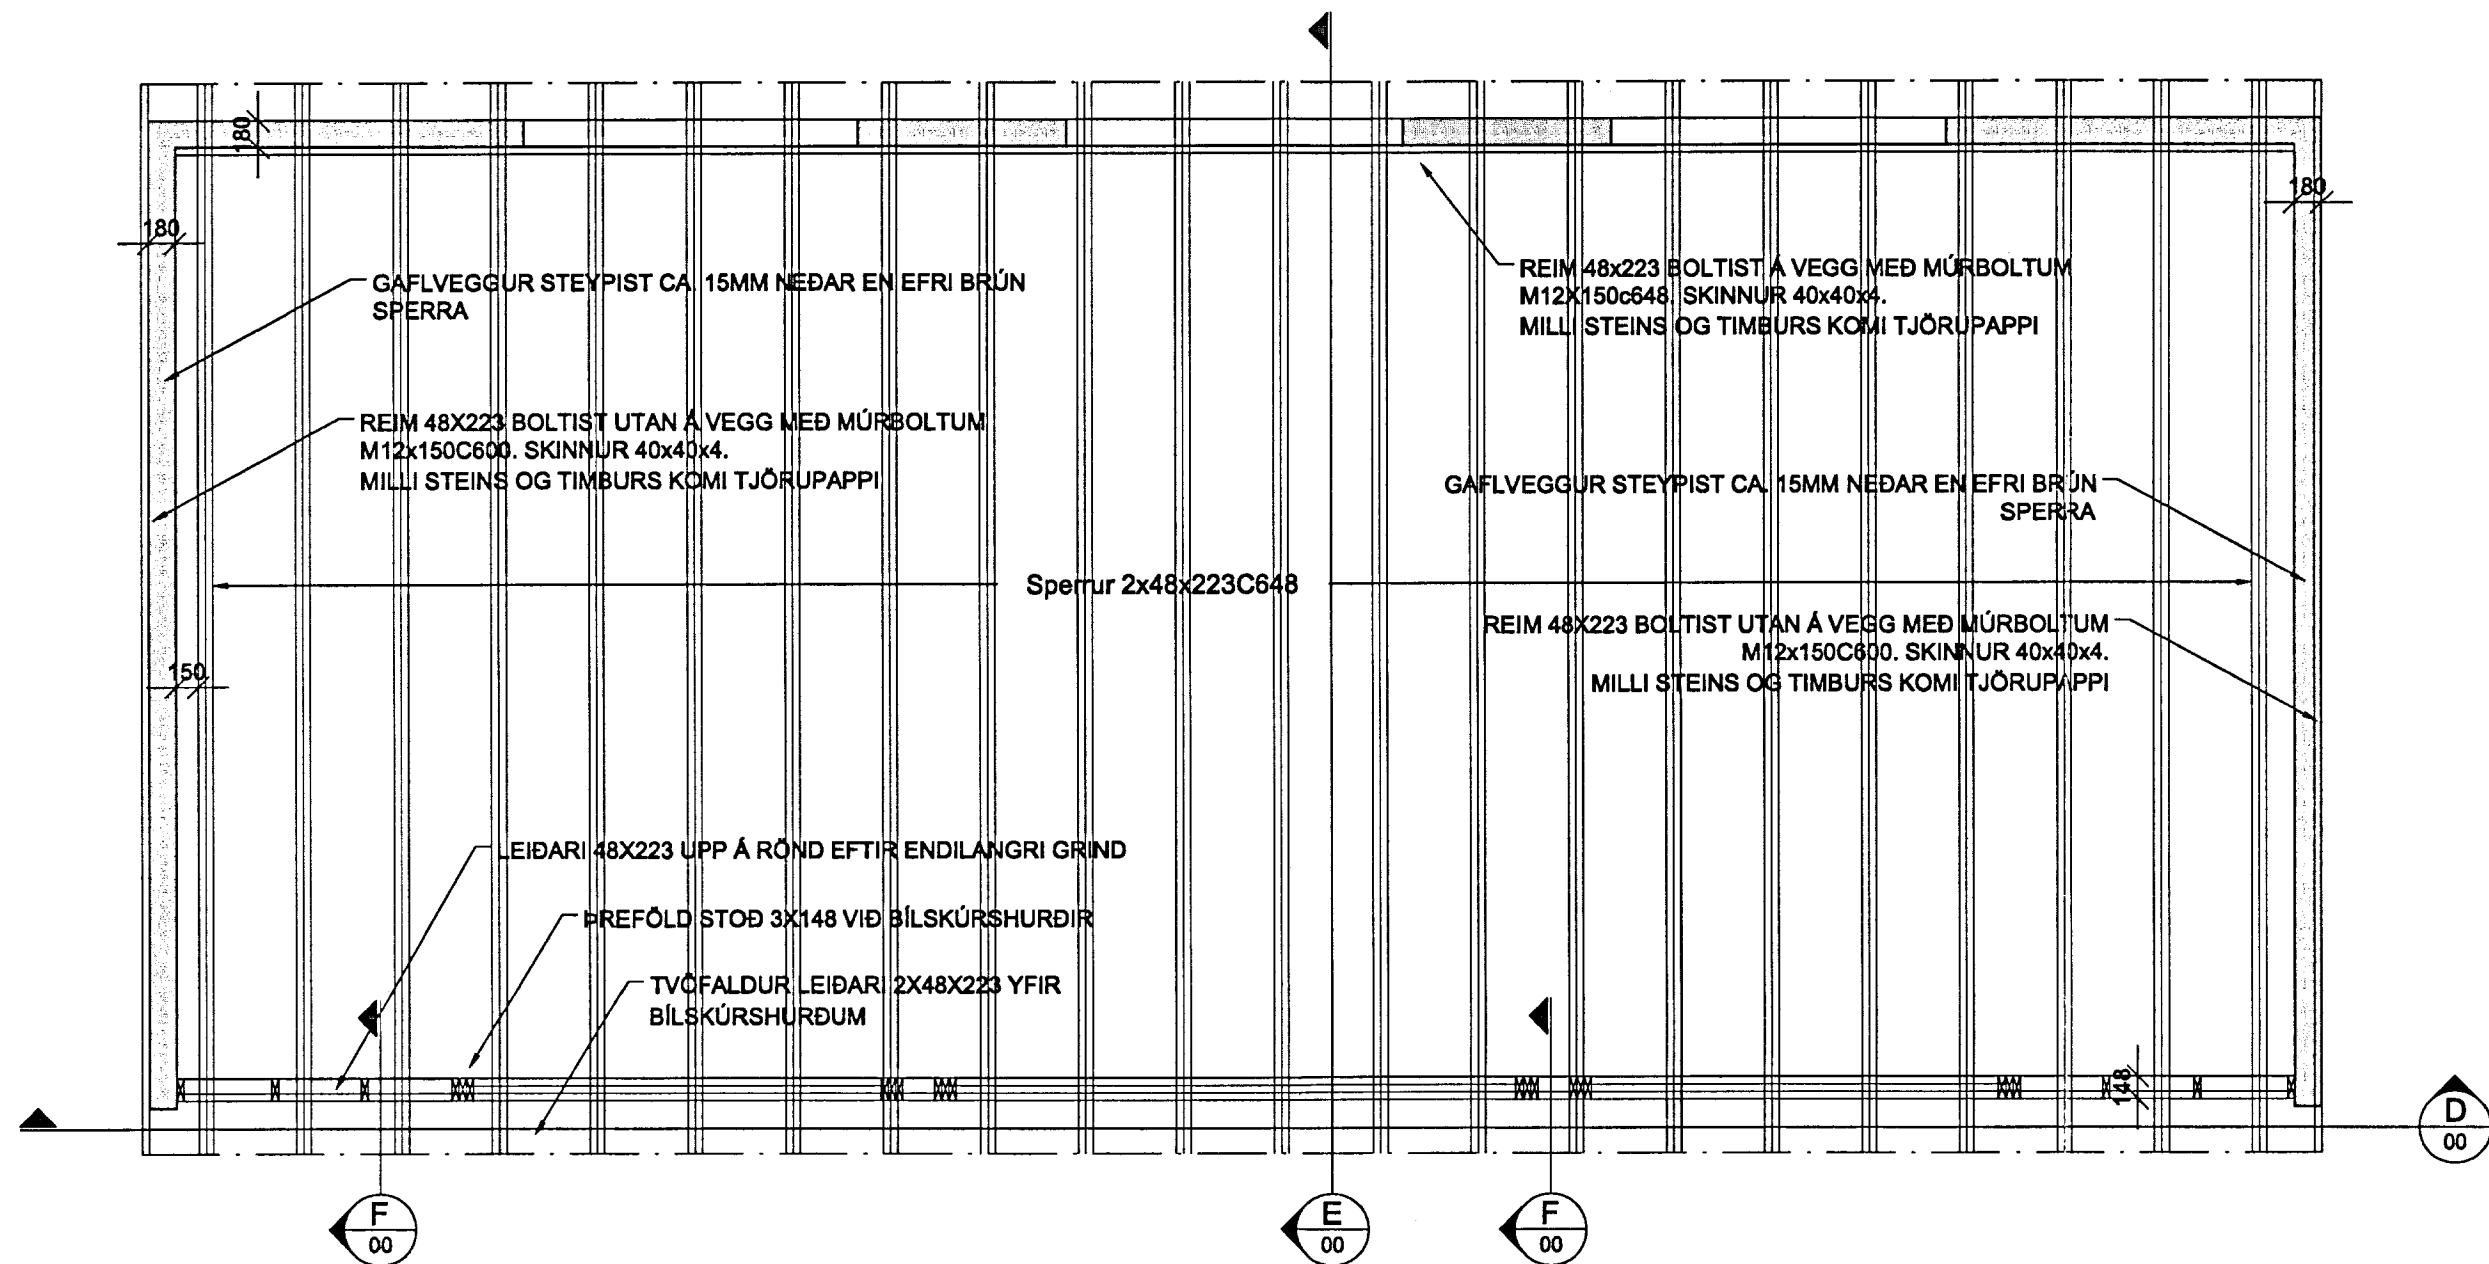 180
180
180
GAFLVEGGUR STEYPIST CA. 15MM NEÐAR EN EFRI BRÚN
SPERRA
REIM 48x223 BOLTIST Á VEGG MEÐ MÚRBOLTUM
M12X150c648. SKINNUR 40x40x4.
MILLI STEINS OG TIMBURS KOMI TJÖRUPAPPI
REIM 48X223 BOLTIST UTAN Á VEGG MEÐ MÚRBOLTUM
M12x150C600. SKINNUR 40x40x4.
MILLI STEINS OG TIMBURS KOMI TJÖRUPAPPI
GAFLVEGGUR STEYPIST CA. 15MM NEÐAR EN EFRI BRÚN
SPERRA
Sperrur 2x48x223C648
REIM 48X223 BOLTIST UTAN Á VEGG MEÐ MÚRBOLTUM
M12x150C600. SKINNUR 40x40x4.
MILLI STEINS OG TIMBURS KOMI TJÖRUPAPPI
150
LEIÐARI 48X223 UPP Á RÖND EFTIR ENDILANGRI GRIND
ÞREFÖLD STOÐ 3X148 VIÐ BÍLSKÚRSHURÐIR
TVÖFALDUR LEIÐARI 2X48X223 YFIR
BÍLSKÚRSHURÐUM
148
D
00
F
00
E
00
F
00